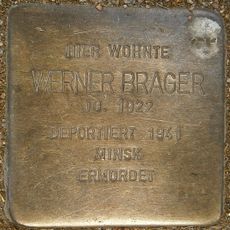 HIER WOHNTE
WERNER BRAGER
JG. 1922
DEPORTIERT 1941
MINSK
ERMORDET